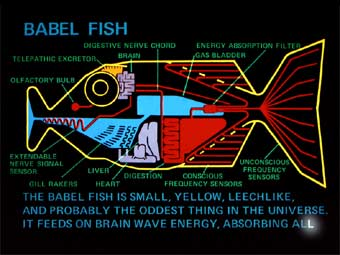 BABEL FISH
DIGESTIVE NERVE CHORD
ENERGY ABSORPTION FILTER
TELEPATHIC EXCRETOR
BRAIN
GAS BLADDER
OLFACTORY BULB
EXTENDABLE
NERVE SIGNAL
SENSOR
GILL RAKERS
LIVER
HEART
DIGESTION
CONSCIOUS
FREQUENCY SENSORS
UNCONSCIOUS
FREQUENCY
SENSORS
THE BABEL FISH IS SMALL, YELLOW, LEECHLIKE,
AND PROBABLY THE ODDEST THING IN THE UNIVERSE.
IT FEEDS ON BRAIN WAVE ENERGY, ABSORBING ALL